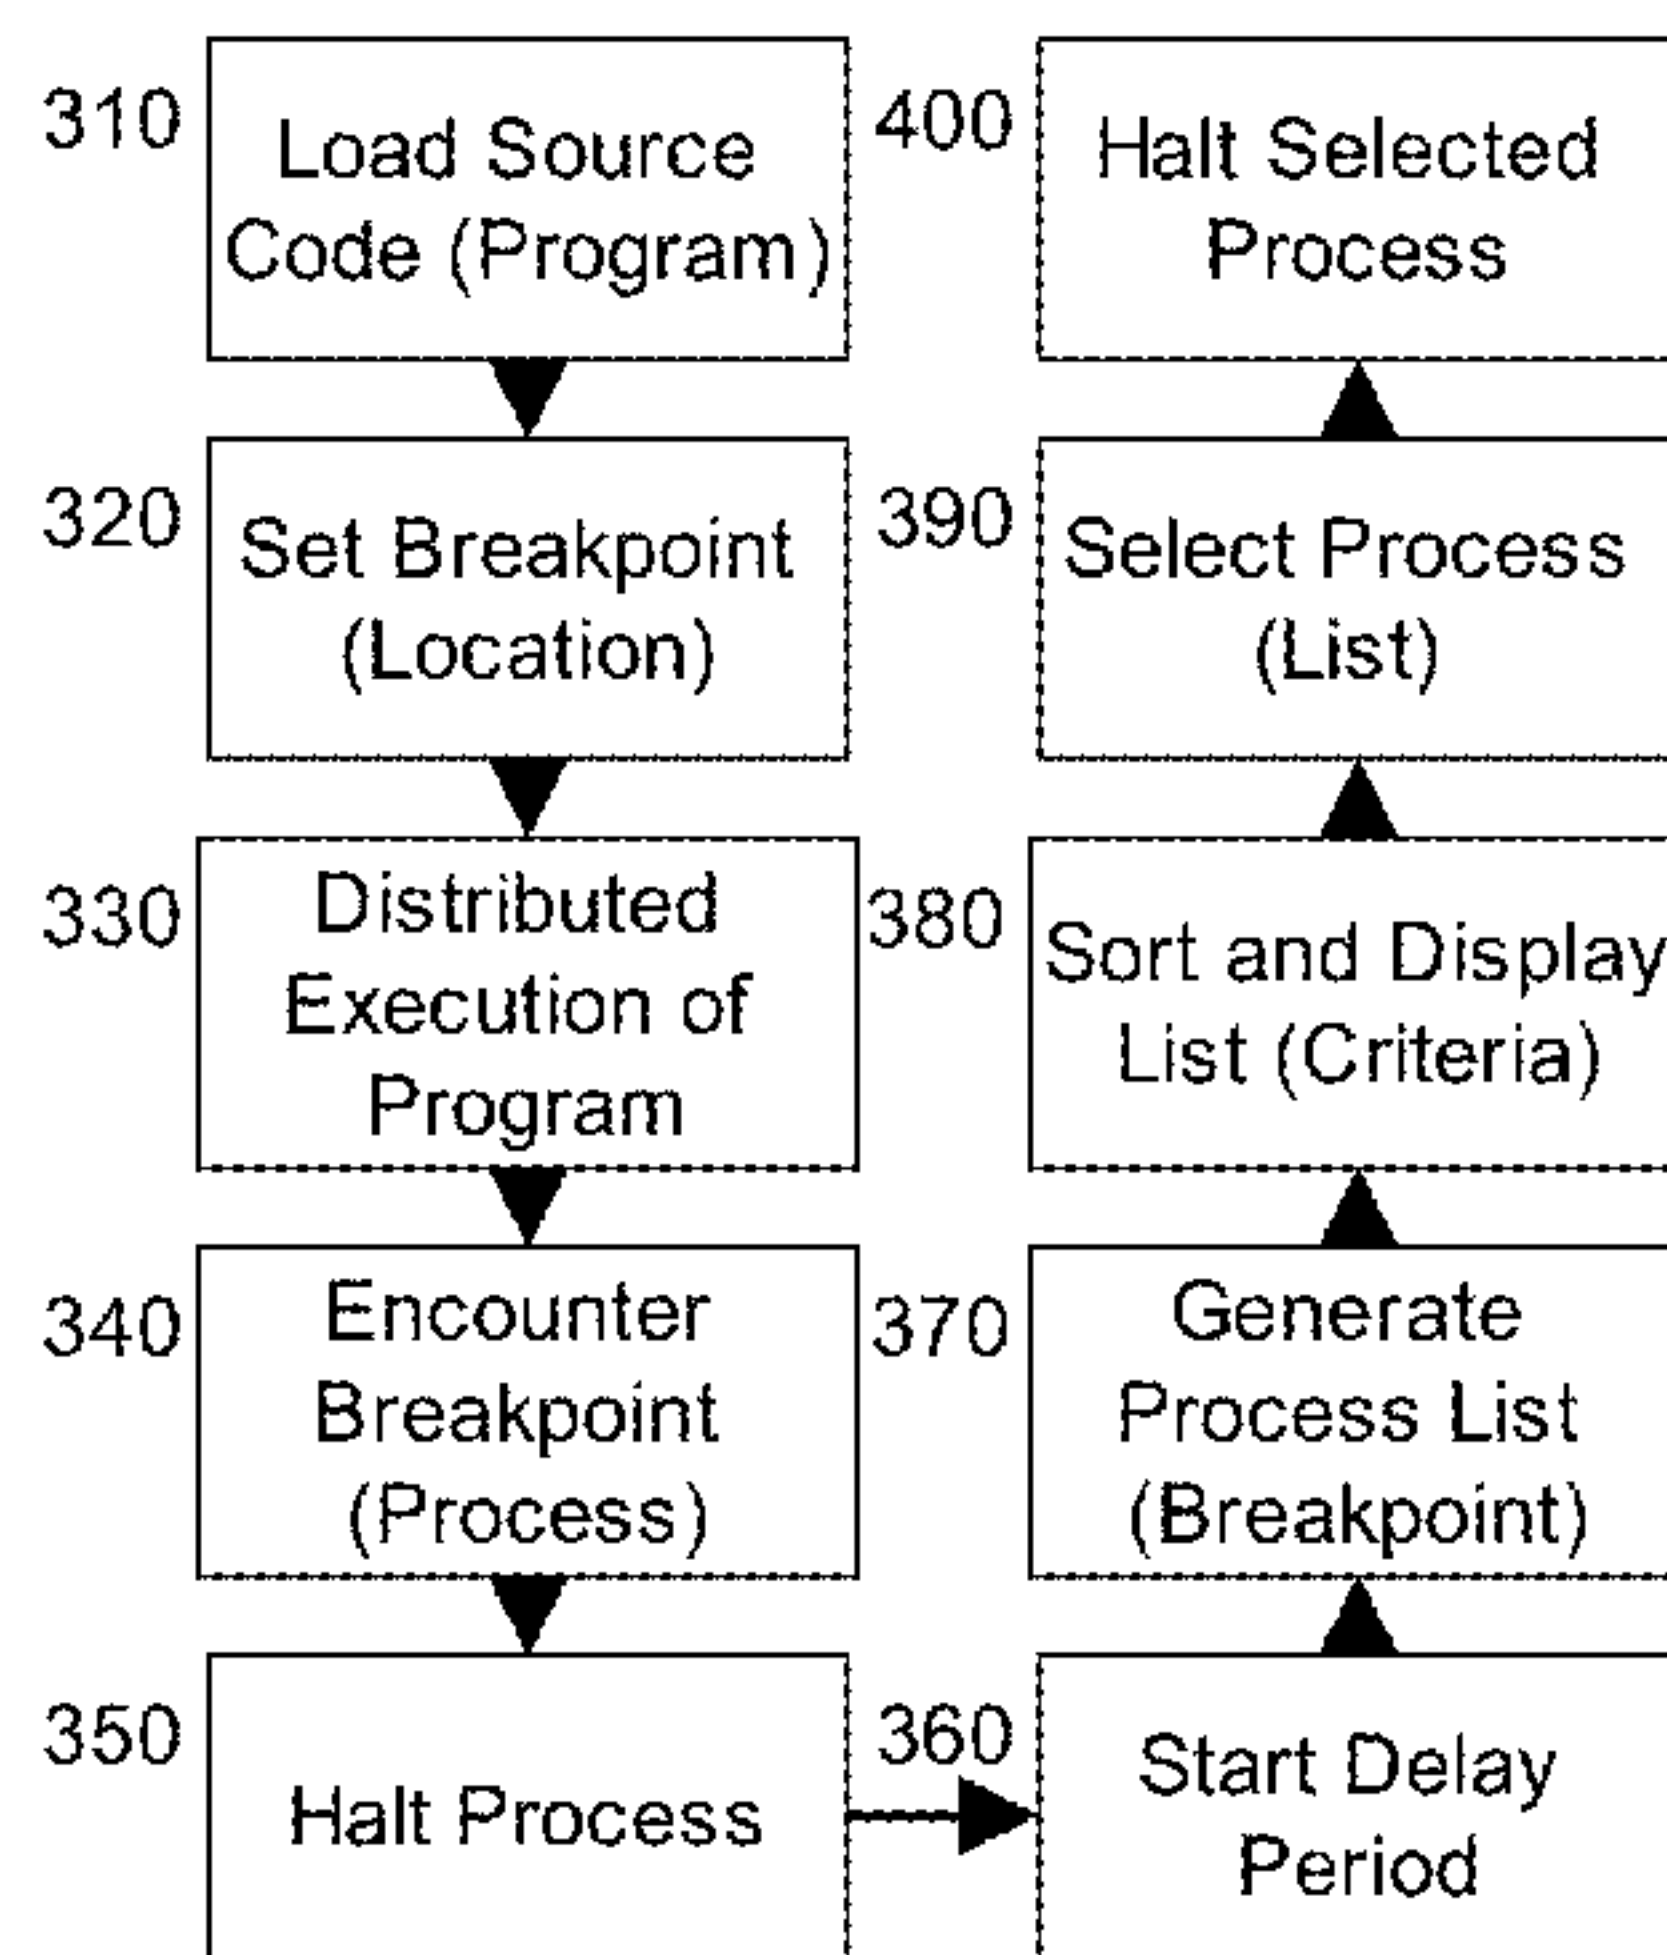 310
Load Source
Code (Program)
320
Set Breakpoint
(Location)
330
Distributed
Execution of
Program
340
Encounter
Breakpoint
(Process)
350
Halt Process
360
Start Delay
Period
370
Generate
Process List
(Breakpoint)
380
Sort and Display
List (Criteria)
390
Select Process
(List)
400
Halt Selected
Process